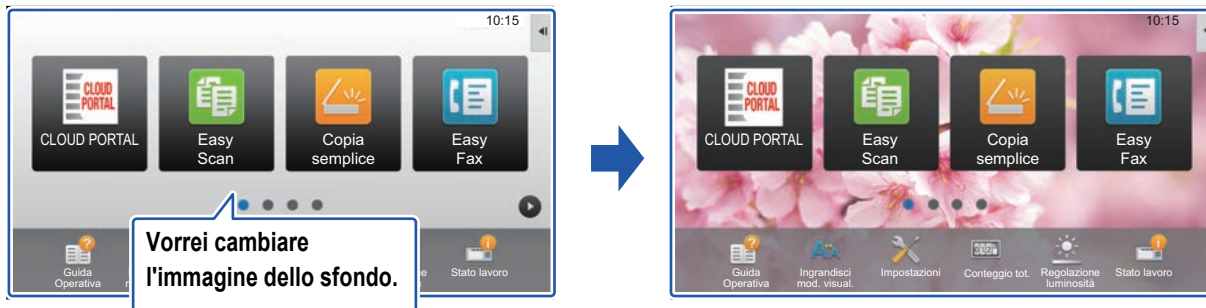 10:15
CLOUD
PORTAL
CLOUD PORTAL
Easy
Scan
Copia
semplice
Easy
Fax
Vorrei cambiare
l'immagine dello sfondo.
Guida
Operativa
Stato lavoro
10:15
CLOUD
PORTAL
CLOUD PORTAL
Easy
Scan
Copia
semplice
Easy
Fax
Guida
Operativa
Ingrandisci
mod. visual.
Impostazioni
Conteggio tot.
Regolazione
luminosità
Stato lavoro